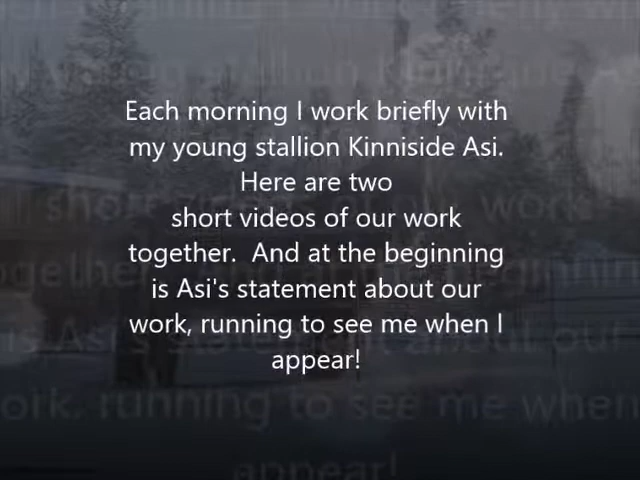 Each morning I work briefly with
my young stallion Kinniside Asi.
Here are two
short videos of our work
together.  And at the beginning
is Asi's statement about our
work, running to see me when I
appear!